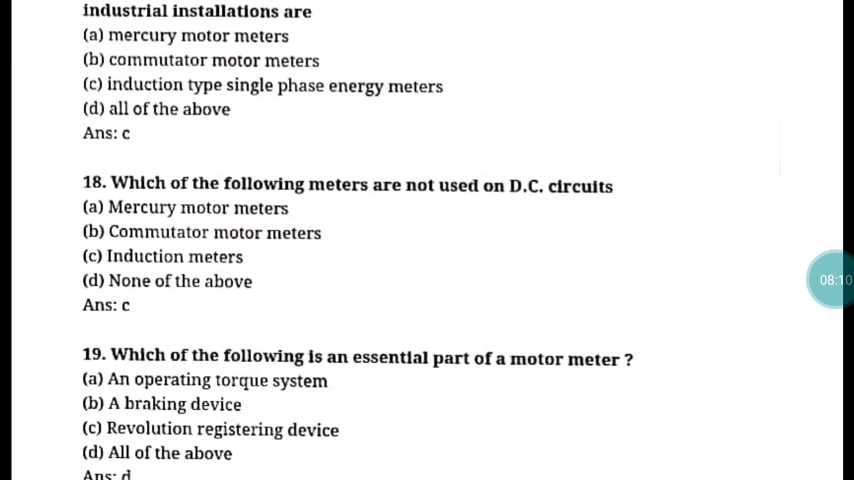 industrial installations are
(a) mercury motor meters
(b) commutator motor meters
(c) induction type single phase energy meters
(d) all of the above
Ans: c
18. Which of the following meters are not used on D.C. circuits
(a) Mercury motor meters
(b) Commutator motor meters
(c) Induction meters
(d) None of the above
Ans: c
08:10
19. Which of the following is an essential part of a motor meter ?
(a) An operating torque system
(b) A braking device
(c) Revolution registering device
(d) All of the above
Ans: d